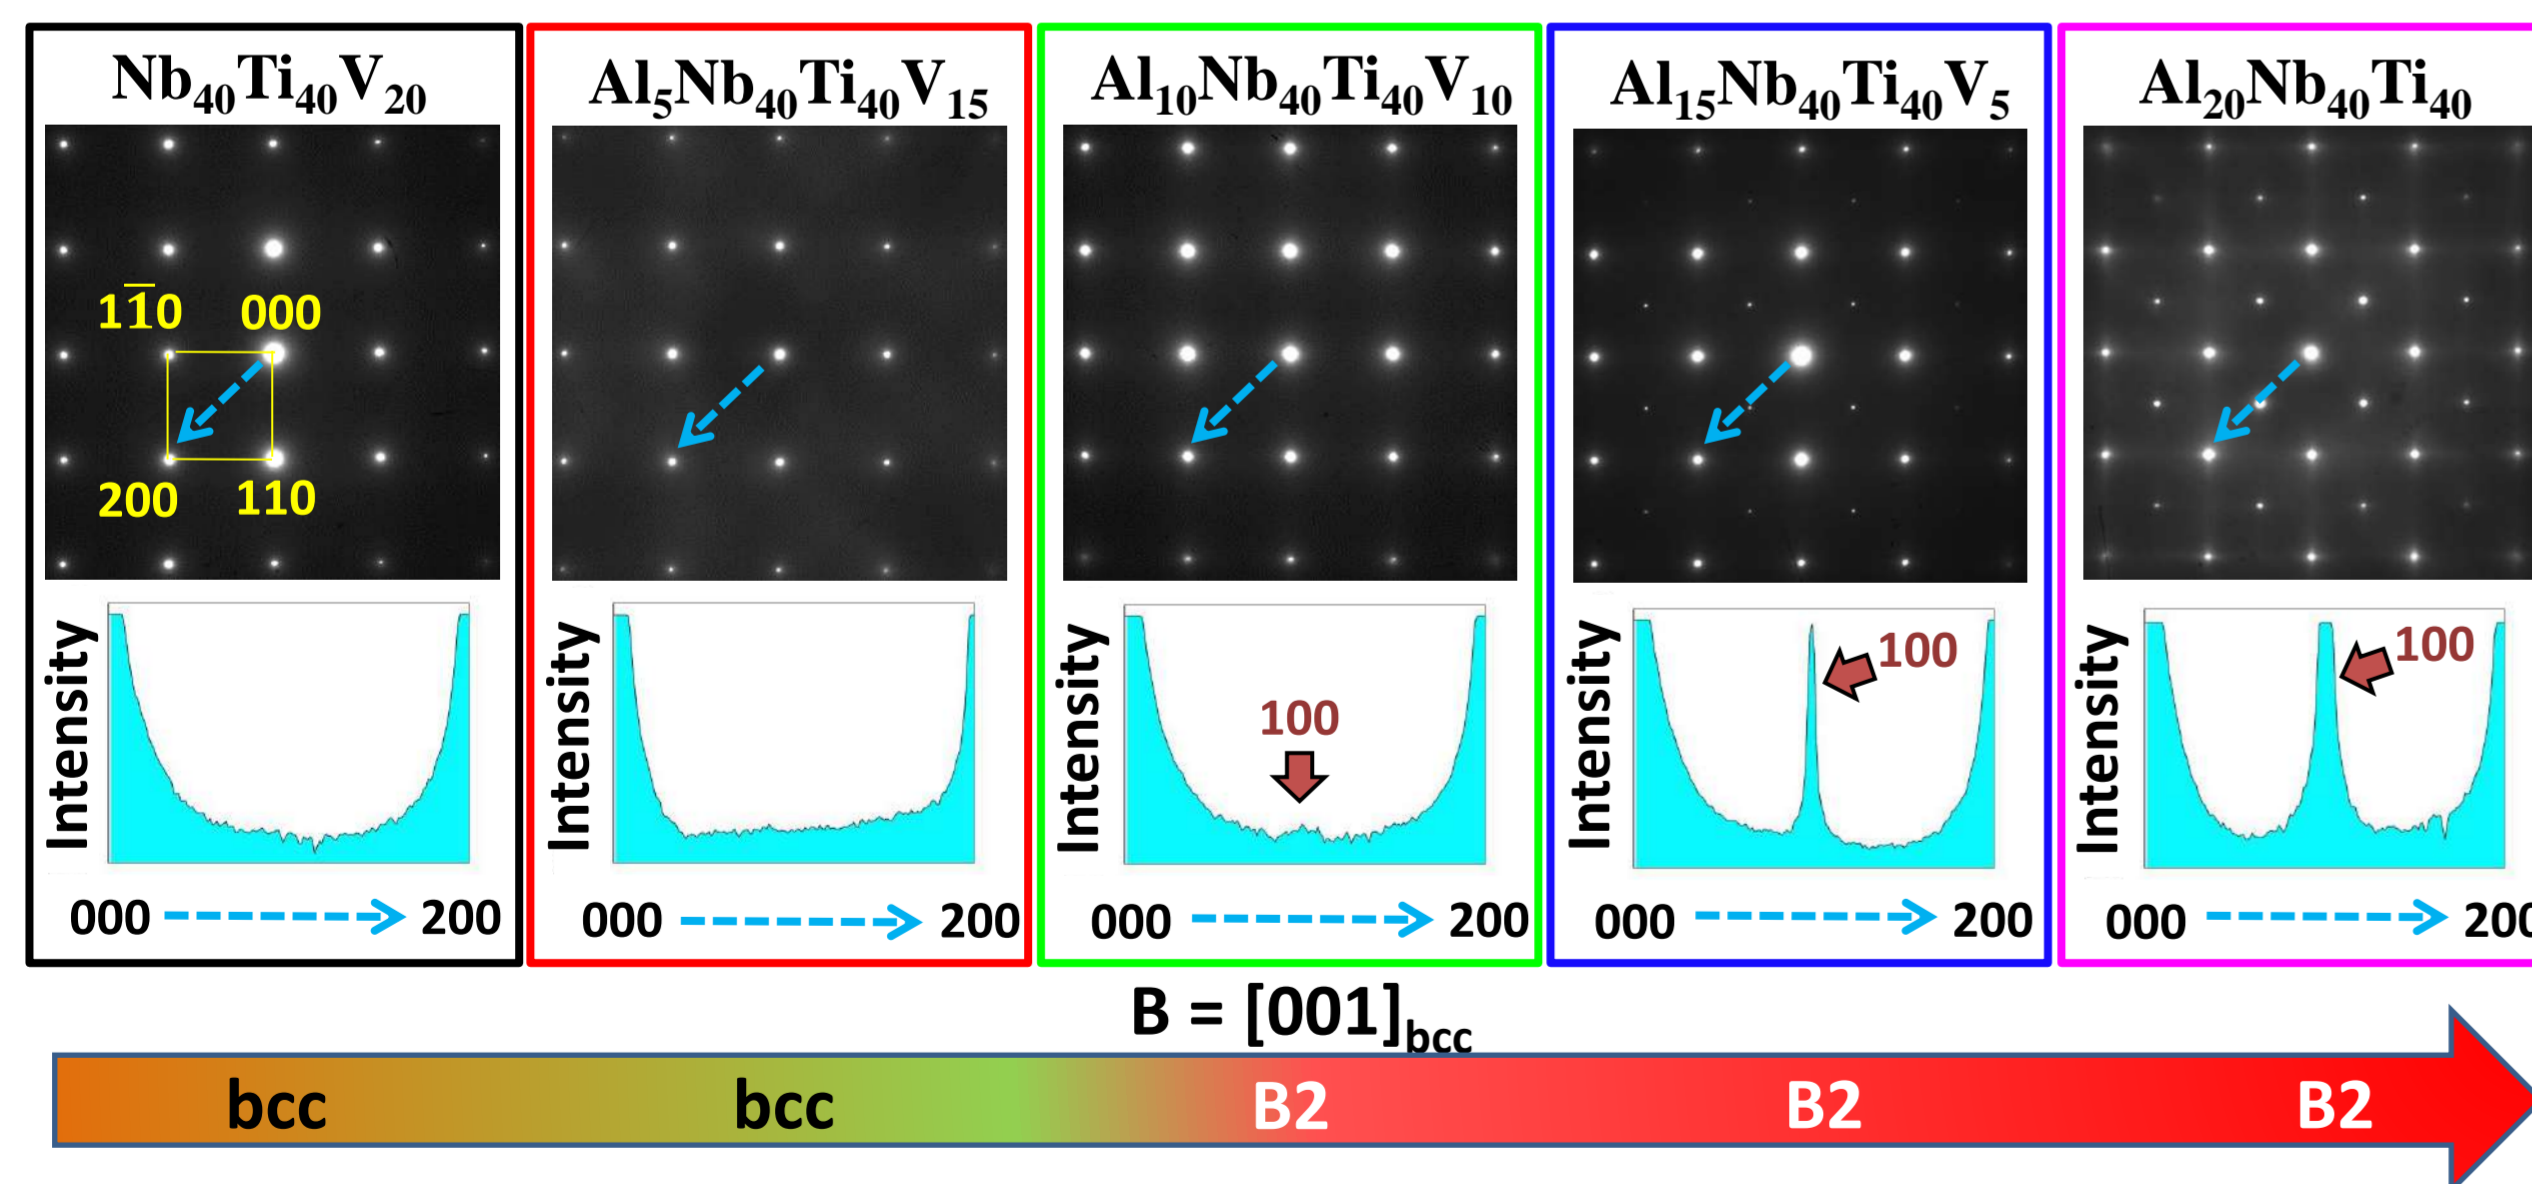 Nb₄₀Ti₄₀V₂₀
Al₅Nb₄₀Ti₄₀V₁₅
Al₁₀Nb₄₀Ti₄₀V₁₀
Al₁₅Nb₄₀Ti₄₀V₅
Al₂₀Nb₄₀Ti₄₀
11̅0 000
200 110
Intensity
000 200
Intensity
000 200
Intensity
100
000 200
Intensity
100
000 200
Intensity
100
000 200
B = [001]bcc
bcc bcc B2 B2 B2